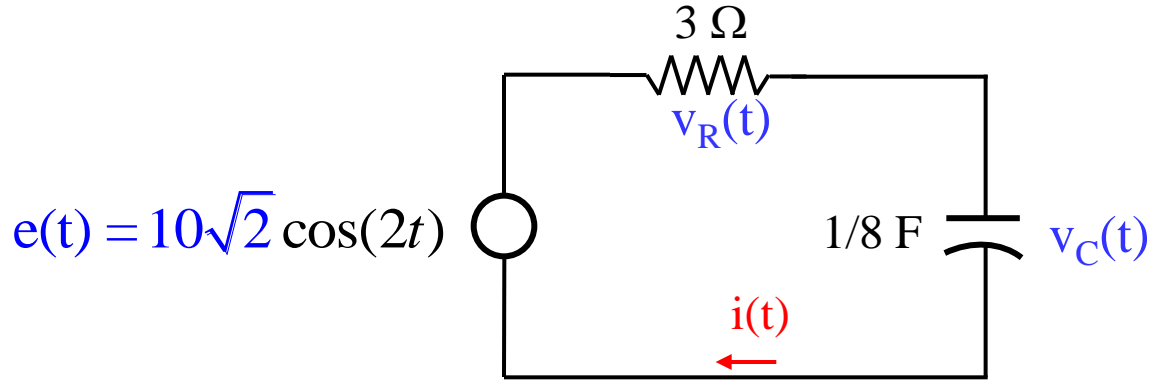 3 Ω
v_R(t)
e(t) = 10√2 cos(2t)
1/8 F
v_C(t)
i(t)